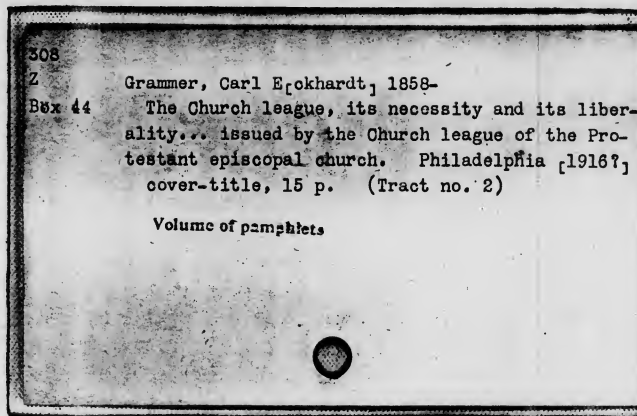 308
Z Grammer, Carl E[okhardt] 1858-
Box 44 The Church league, its necessity and its liber-
ality... issued by the Church league of the Pro-
testant episcopal church. Philadelphia [1916?]
cover-title, 15 p. (Tract no. 2)
Volume of pamphlets